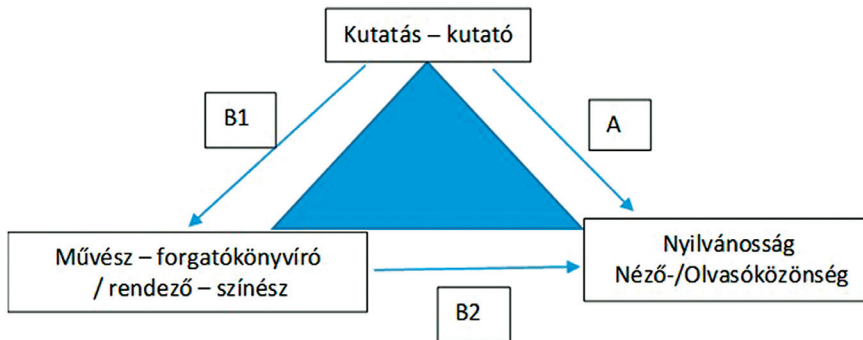 Kutatás – kutató
B1
A
Művész – forgatókönyvíró
/ rendező – színész
Nyilvánosság
Néző-/Olvasóközönség
B2